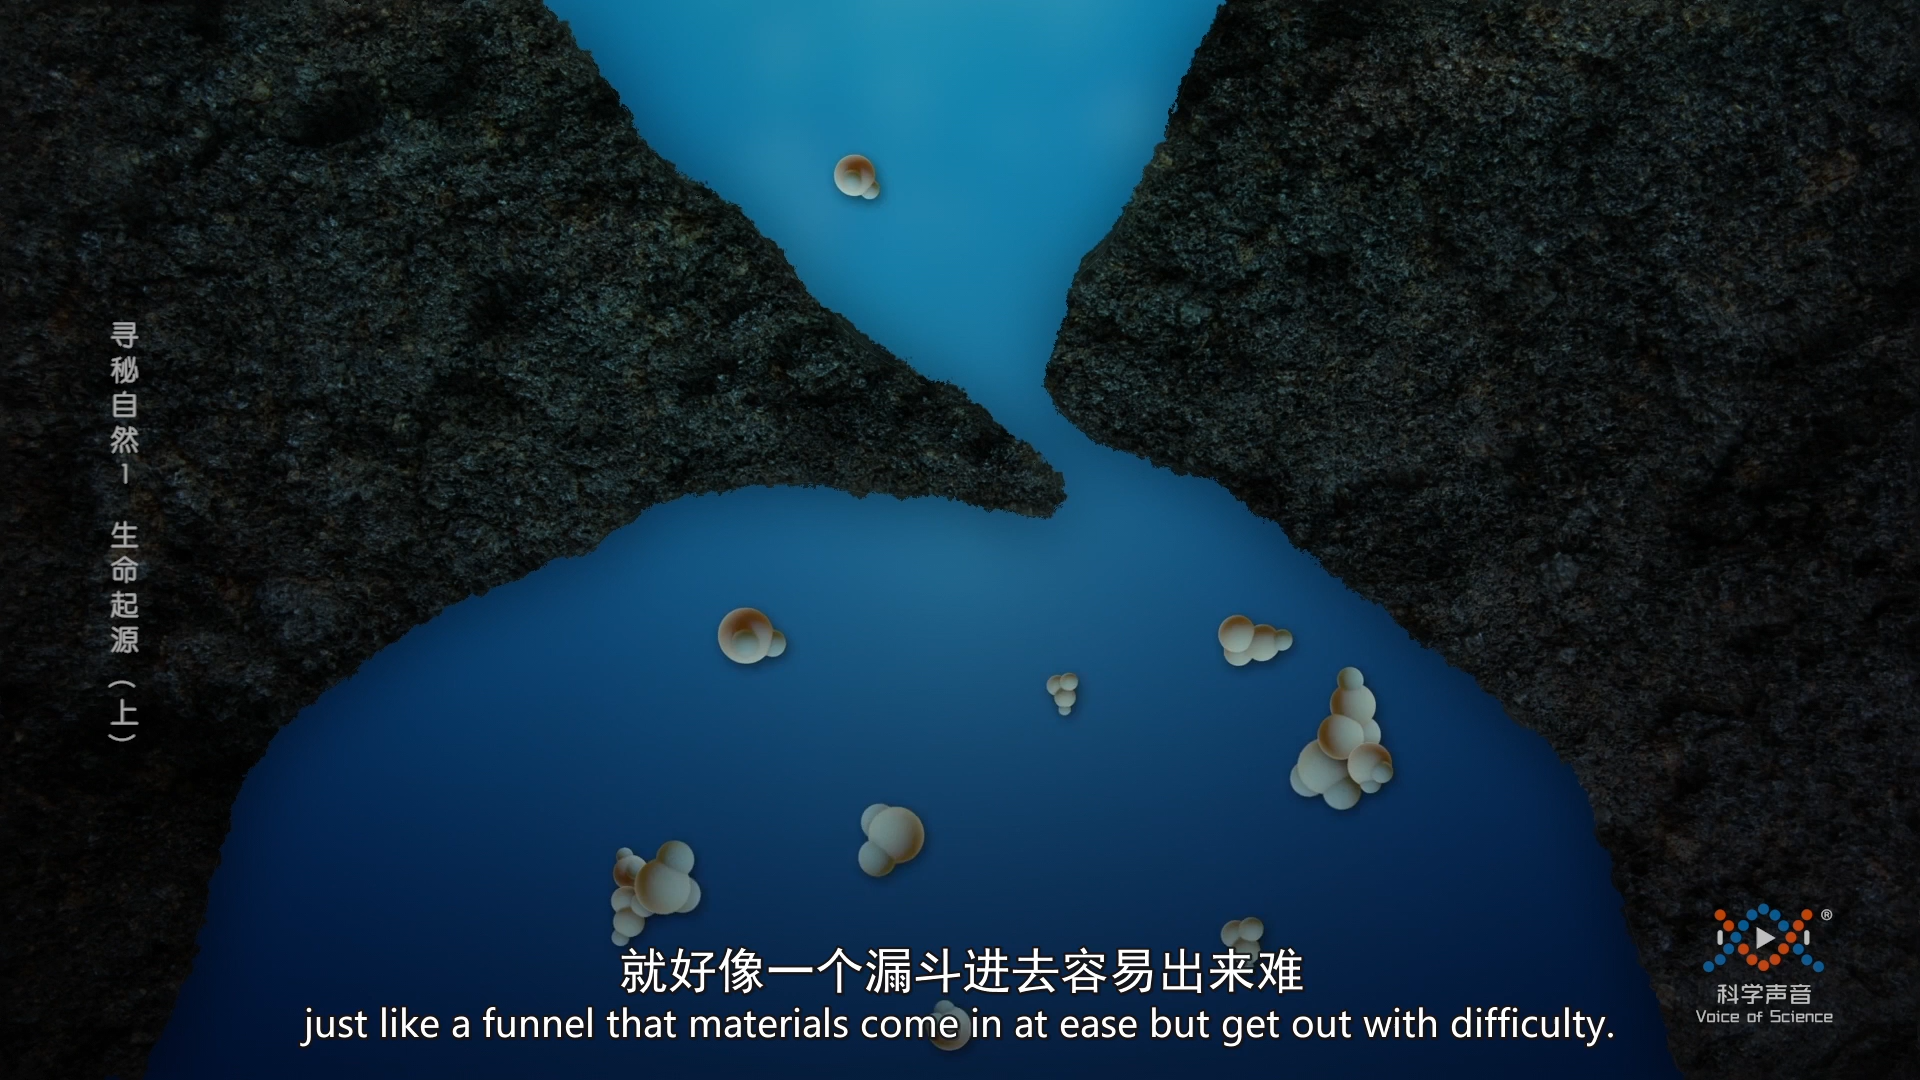 寻秘自然1 生命起源（上）
就好像一个漏斗进去容易出来难
just like a funnel that materials come in at ease but get out with difficulty.
®
科学声音
Voice of Science